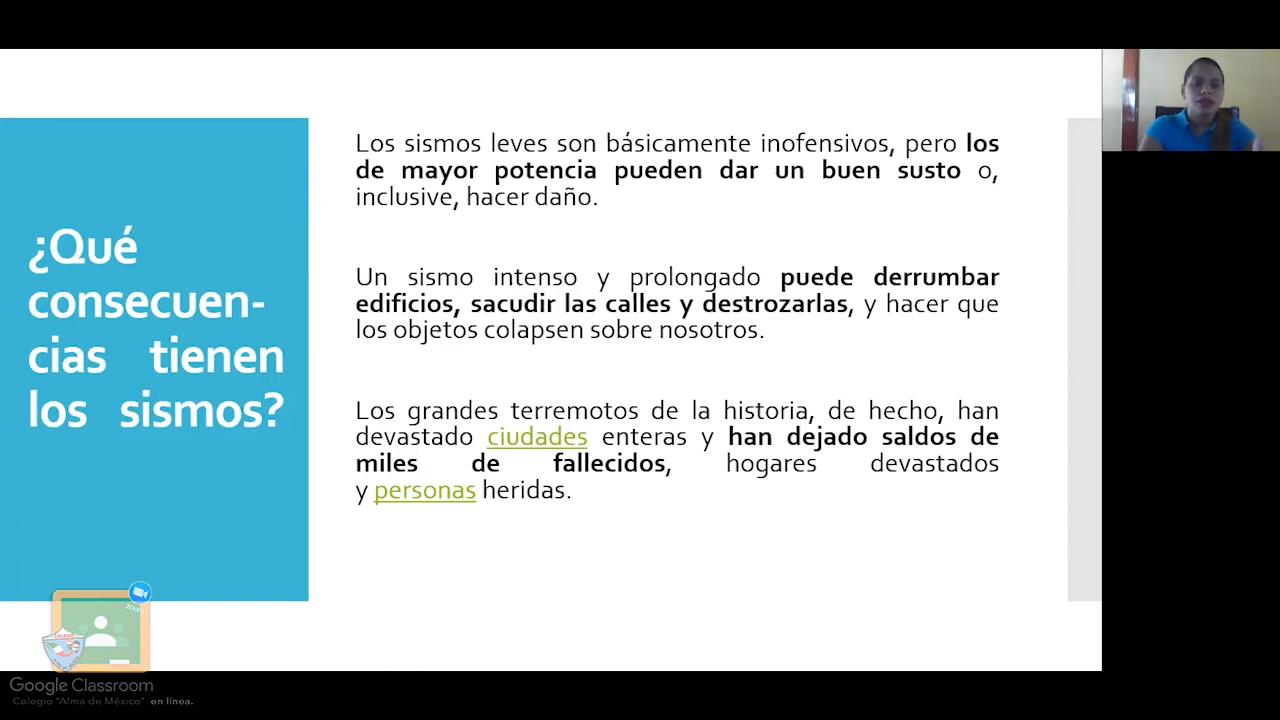 ¿Qué
consecuen-
cias tienen
los sismos?
Los sismos leves son básicamente inofensivos, pero los
de mayor potencia pueden dar un buen susto o,
inclusive, hacer daño.
Un sismo intenso y prolongado puede derrumbar
edificios, sacudir las calles y destrozarlas, y hacer que
los objetos colapsen sobre nosotros.
Los grandes terremotos de la historia, de hecho, han
devastado ciudades enteras y han dejado saldos de
miles de fallecidos, hogares devastados
y personas heridas.
zoom
COLEGIO
Google Classroom
Colegio "Alma de México" en línea.